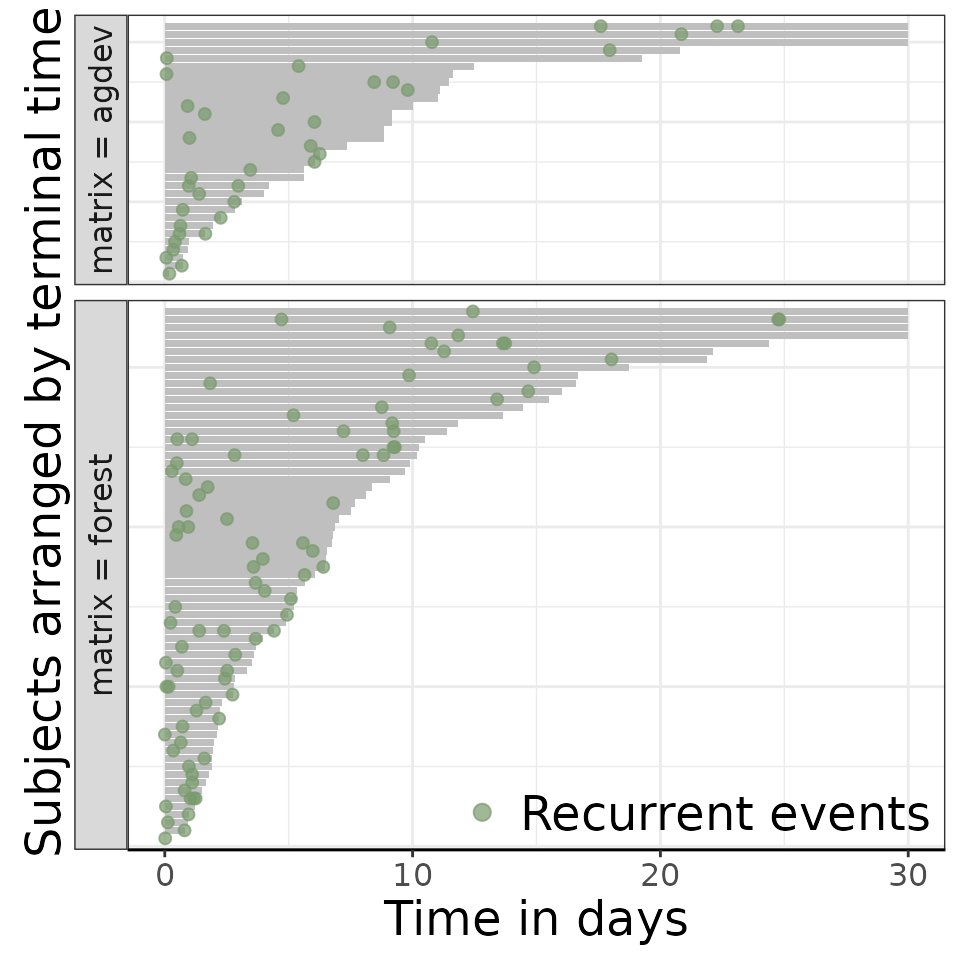 Subjects arranged by terminal time
matrix = agdev
matrix = forest
Recurrent events
0 10 20 30
Time in days